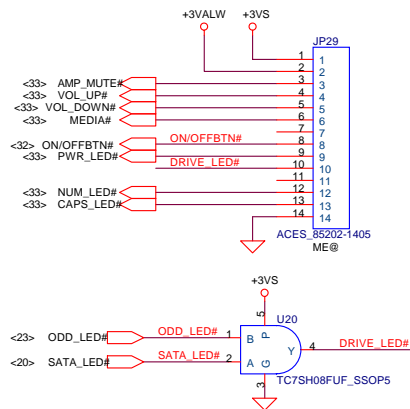 +3VALW +3VS
JP29
1 1
2 2
<33> AMP_MUTE# 3 3
<33> VOL_UP# 4 4
<33> VOL_DOWN# 5 5
<33> MEDIA# 6 6
7 7
<32> ON/OFFBTN# ON/OFFBTN# 8 8
<33> PWR_LED# 9 9
DRIVE_LED# 10 10
11 11
<33> NUM_LED# 12 12
<33> CAPS_LED# 13 13
14 14
ACES_85202-1405
ME@
+3VS
5 U20
<23> ODD_LED# ODD_LED# 1 B P
Y 4 DRIVE_LED#
<20> SATA_LED# SATA_LED# 2 A G
3 TC7SH08FUF_SSOP5